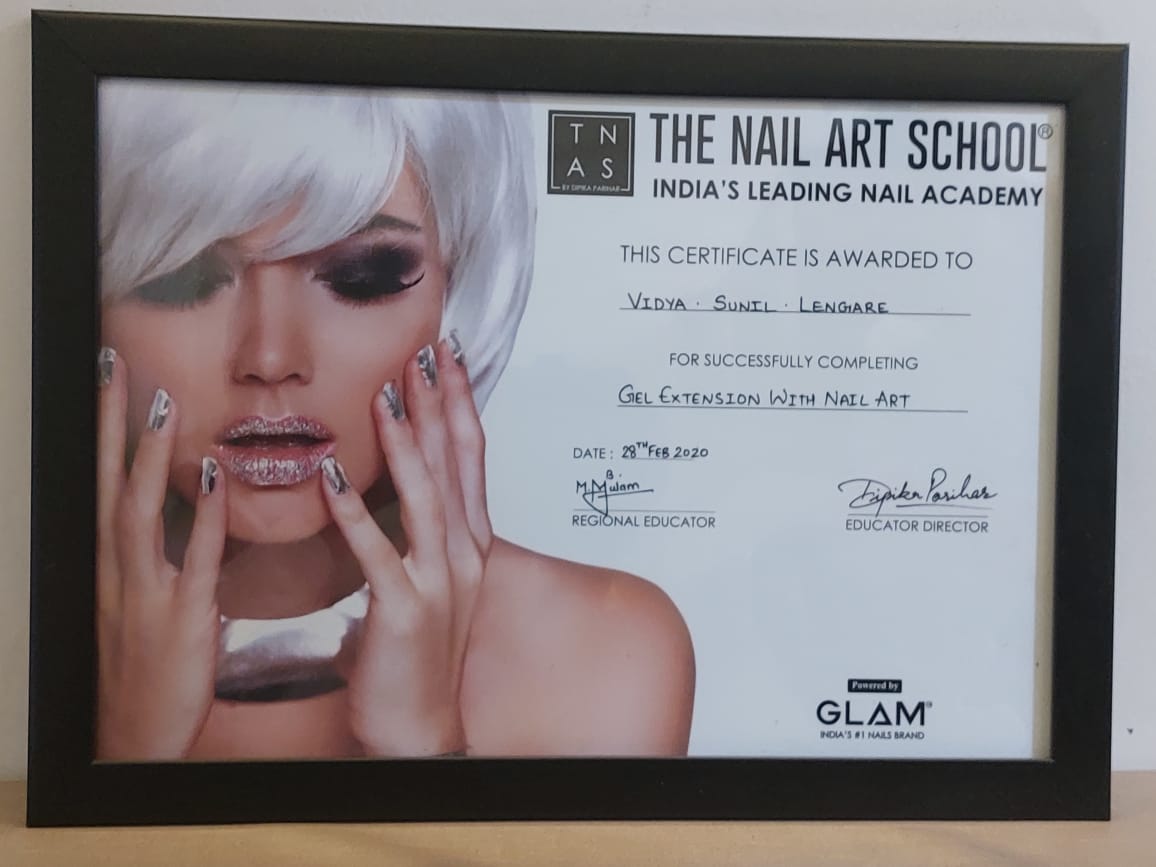 T N
A S
BY DIPIKA PARIHAR
THE NAIL ART SCHOOL®
INDIA'S LEADING NAIL ACADEMY
THIS CERTIFICATE IS AWARDED TO
VIDYA · SUNIL · LENGARE
FOR SUCCESSFULLY COMPLETING
GEL EXTENSION WITH NAIL ART
DATE : 28TH FEB 2020
B.
M.Mulam
REGIONAL EDUCATOR
Dipika Parihar
EDUCATOR DIRECTOR
Powered by
GLAM
INDIA'S #1 NAILS BRAND